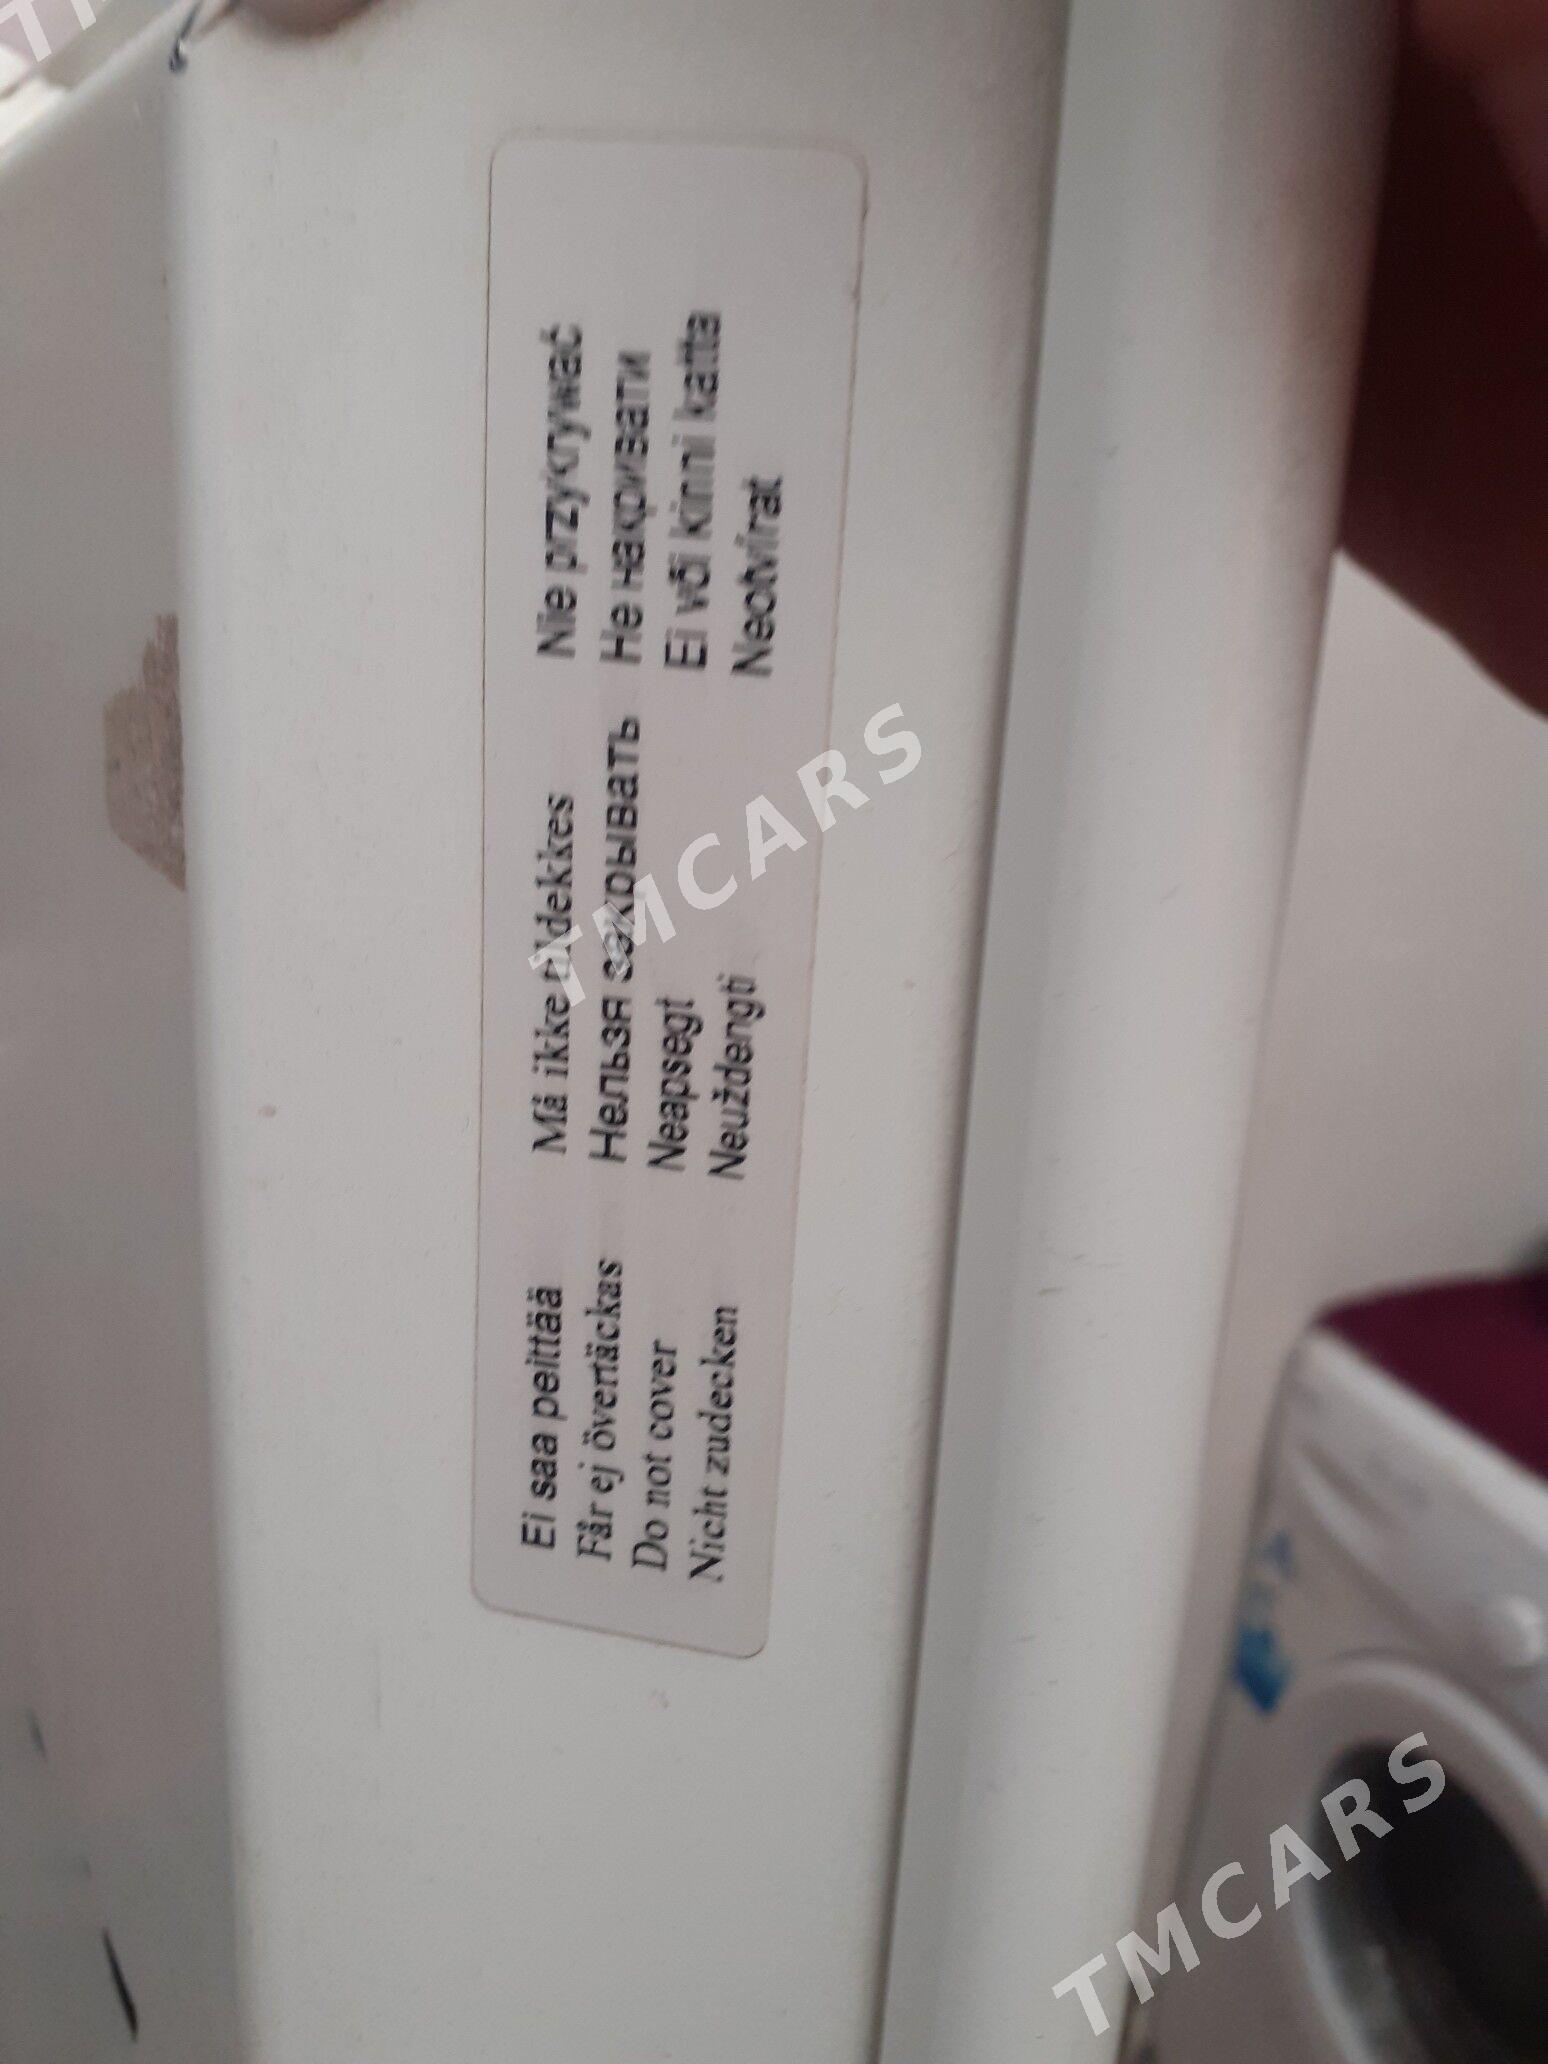 Ei saa peittää
Får ej övertäckas
Do not cover
Nicht zudecken
Må ikke tildekkes
Нельзя закрывать
Neapsegt
Neuždengti
Nie przykrywać
Не накривати
Ei või kinni katta
Neotvírat
TMCARS
TMCARS